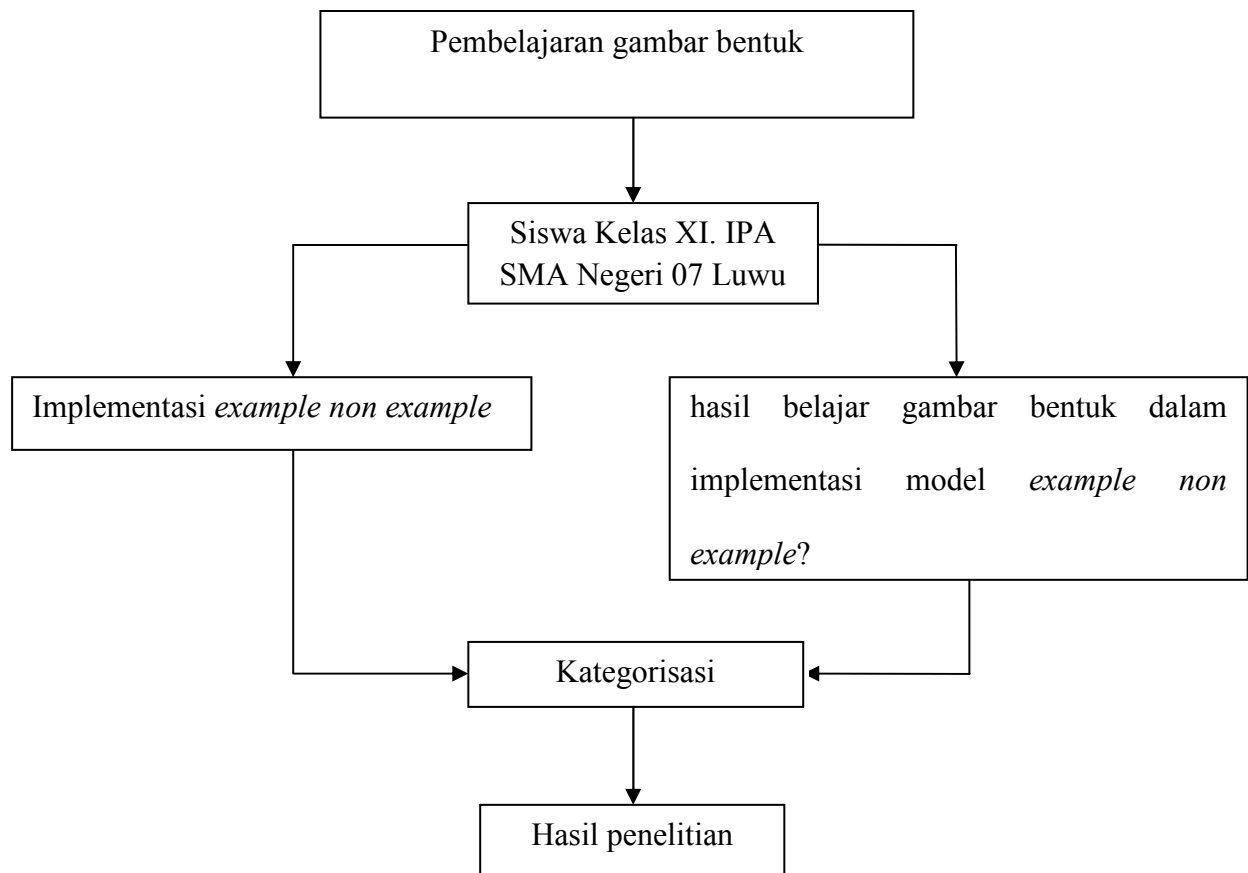 Pembelajaran gambar bentuk
Siswa Kelas XI. IPA
SMA Negeri 07 Luwu
Implementasi example non example
hasil belajar gambar bentuk dalam
implementasi model example non
example?
Kategorisasi
Hasil penelitian